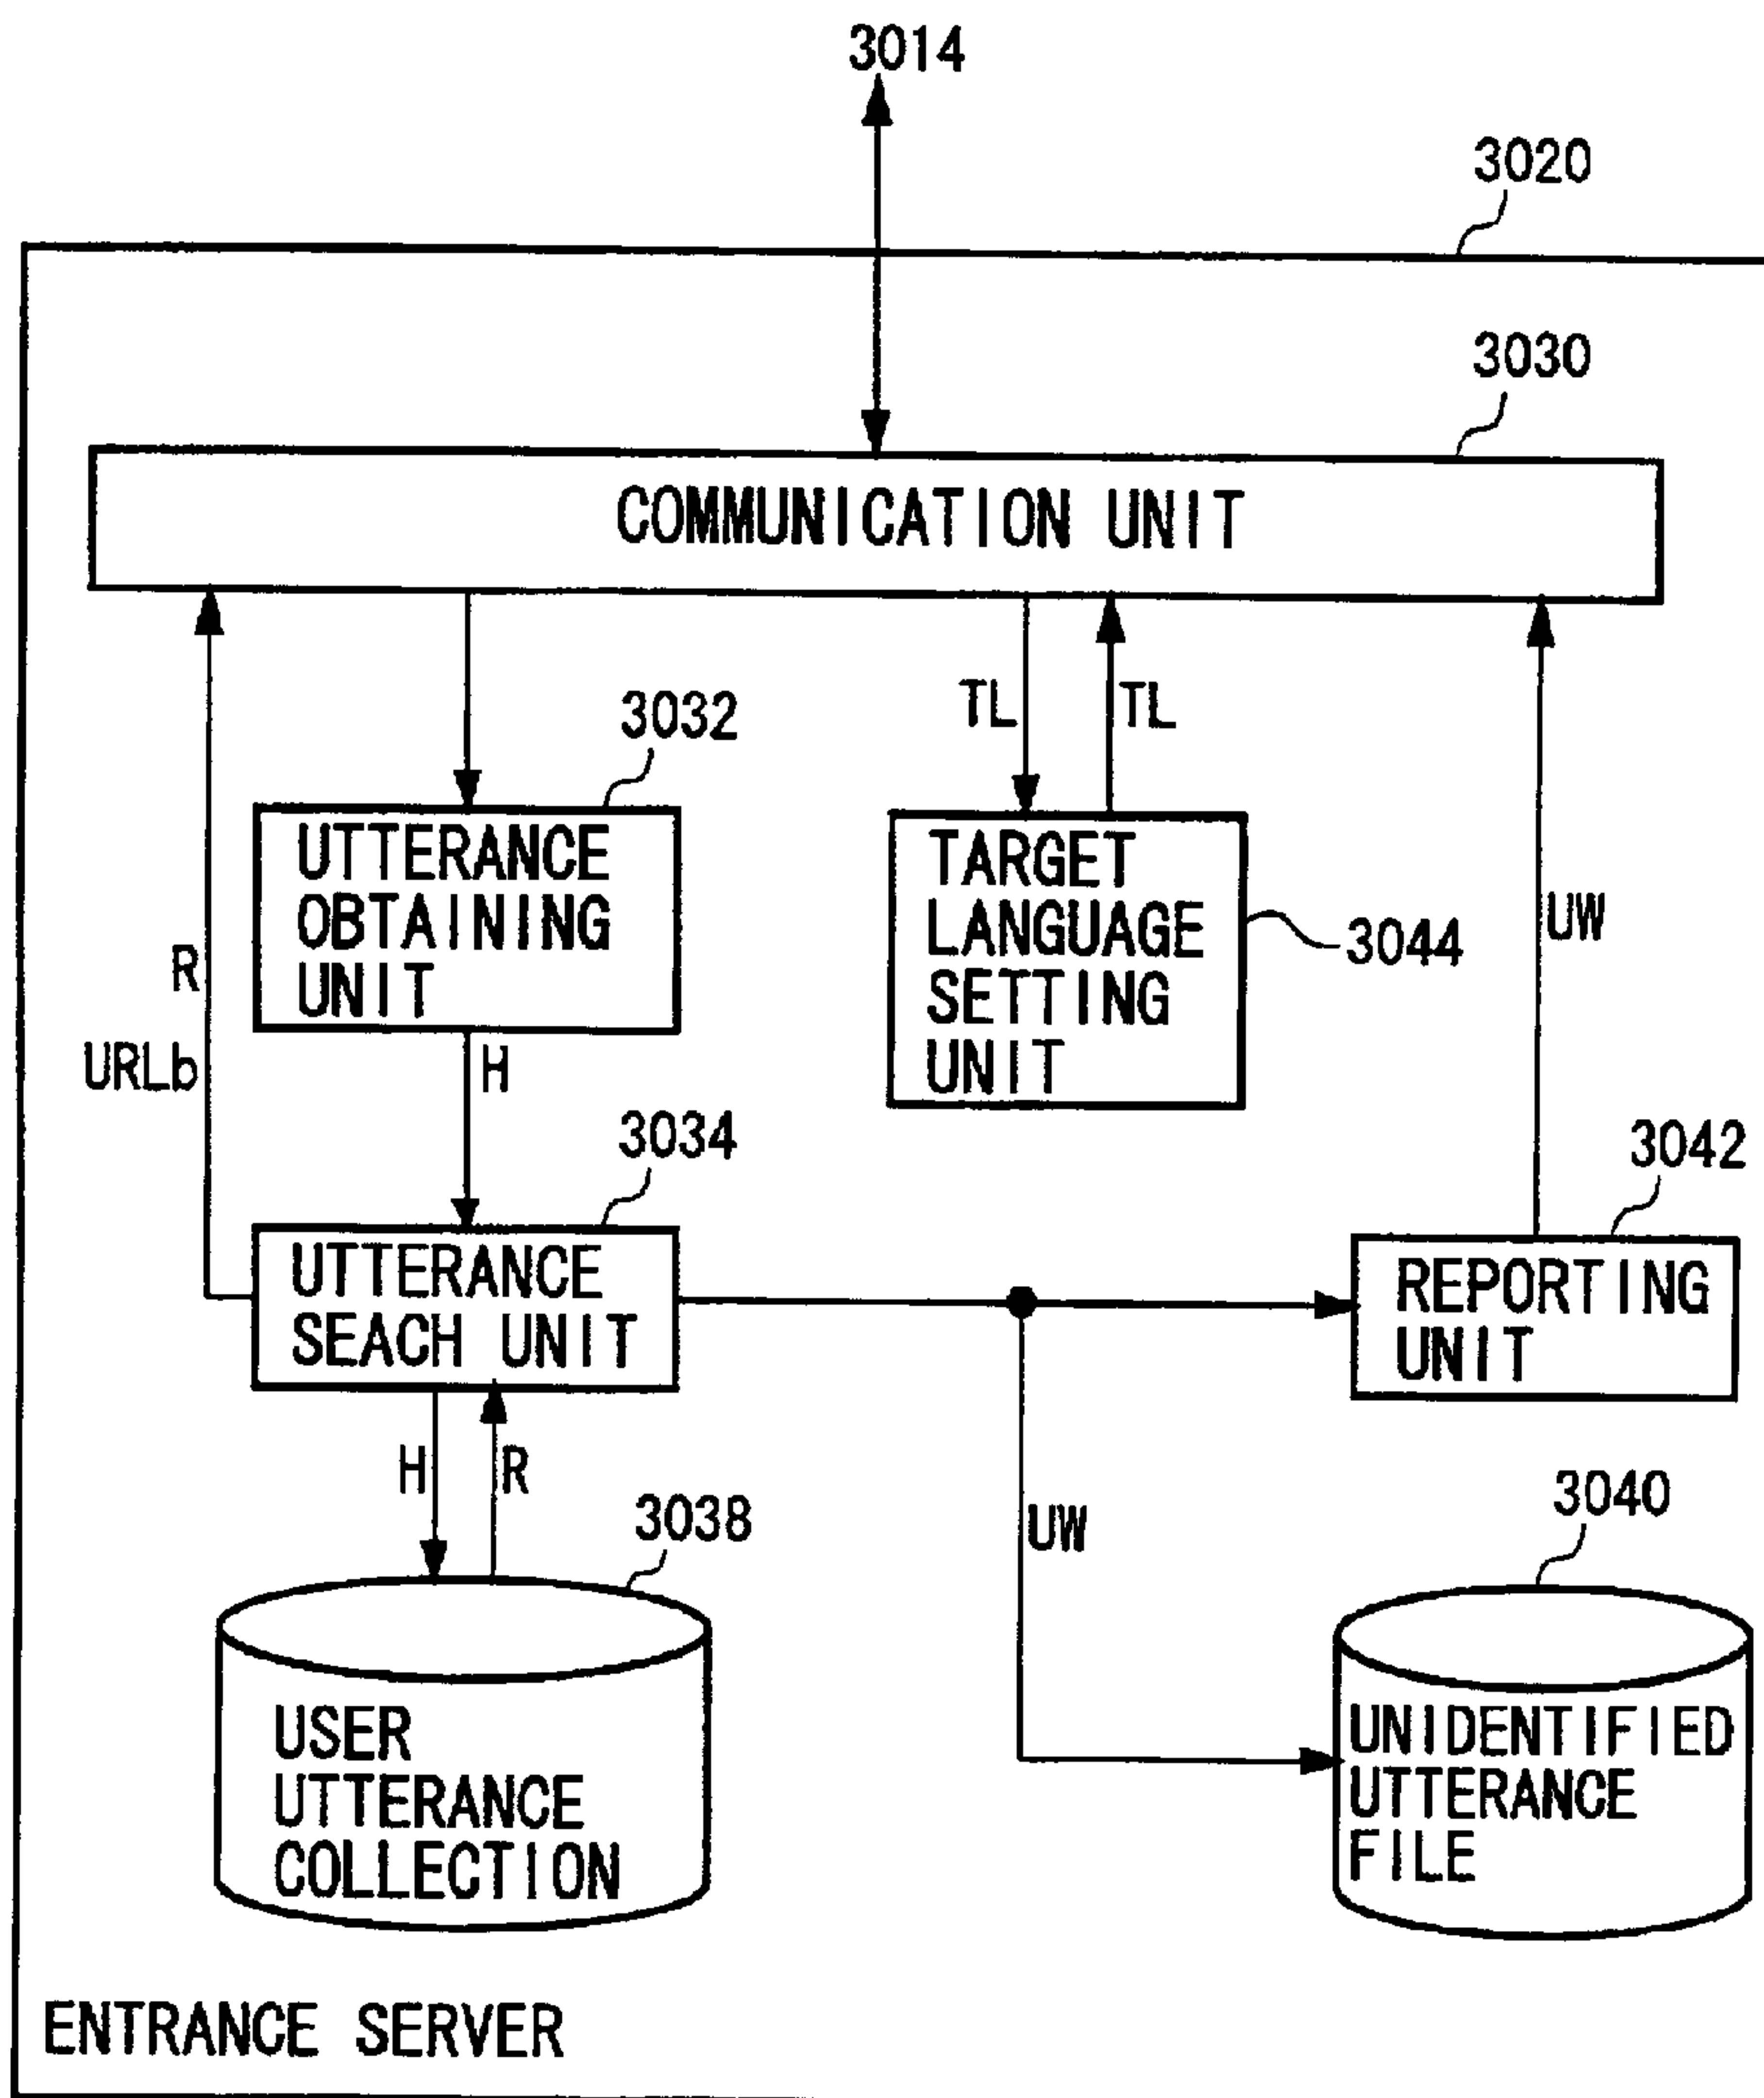 3014
3020
3030
COMMUNICATION UNIT
TL
TL
3032
UTTERANCE
OBTAINING
UNIT
TARGET
LANGUAGE
SETTING
UNIT
3044
UW
R
URLb
H
3034
3042
UTTERANCE
SEACH UNIT
REPORTING
UNIT
H
R
3038
UW
3040
USER
UTTERANCE
COLLECTION
UNIDENTIFIED
UTTERANCE
FILE
ENTRANCE SERVER